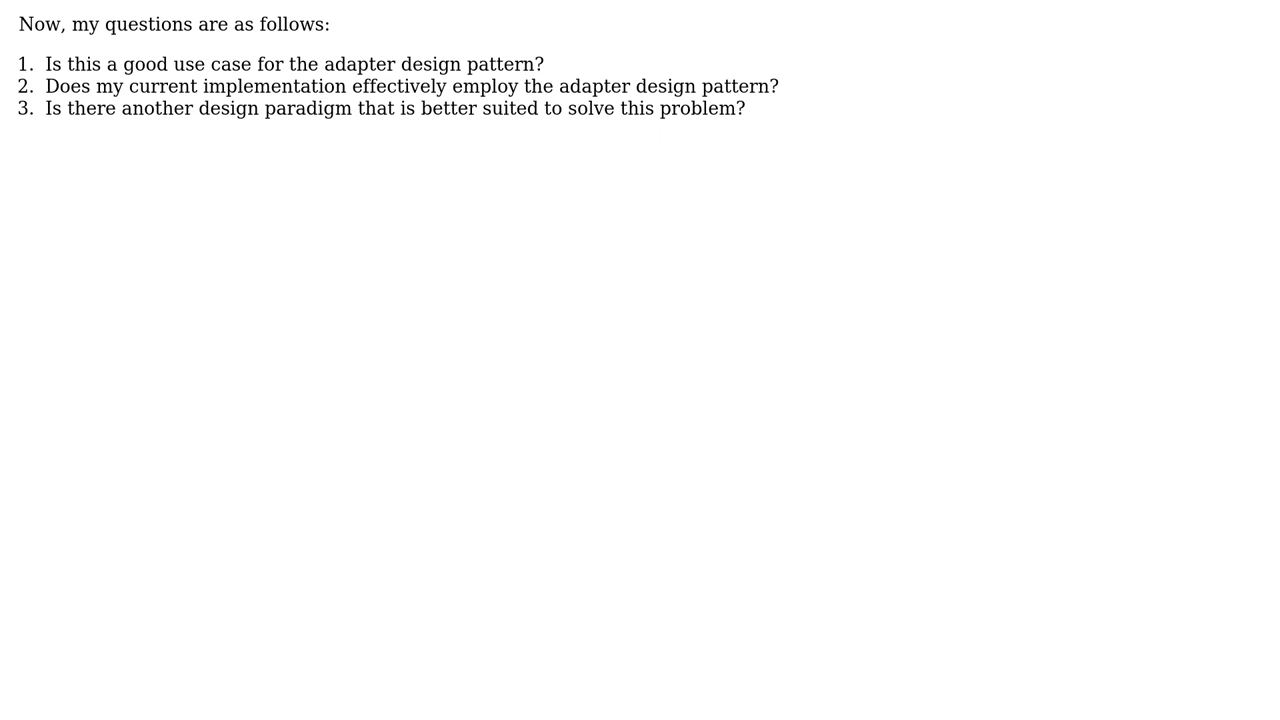 Now, my questions are as follows:
1. Is this a good use case for the adapter design pattern?
2. Does my current implementation effectively employ the adapter design pattern?
3. Is there another design paradigm that is better suited to solve this problem?